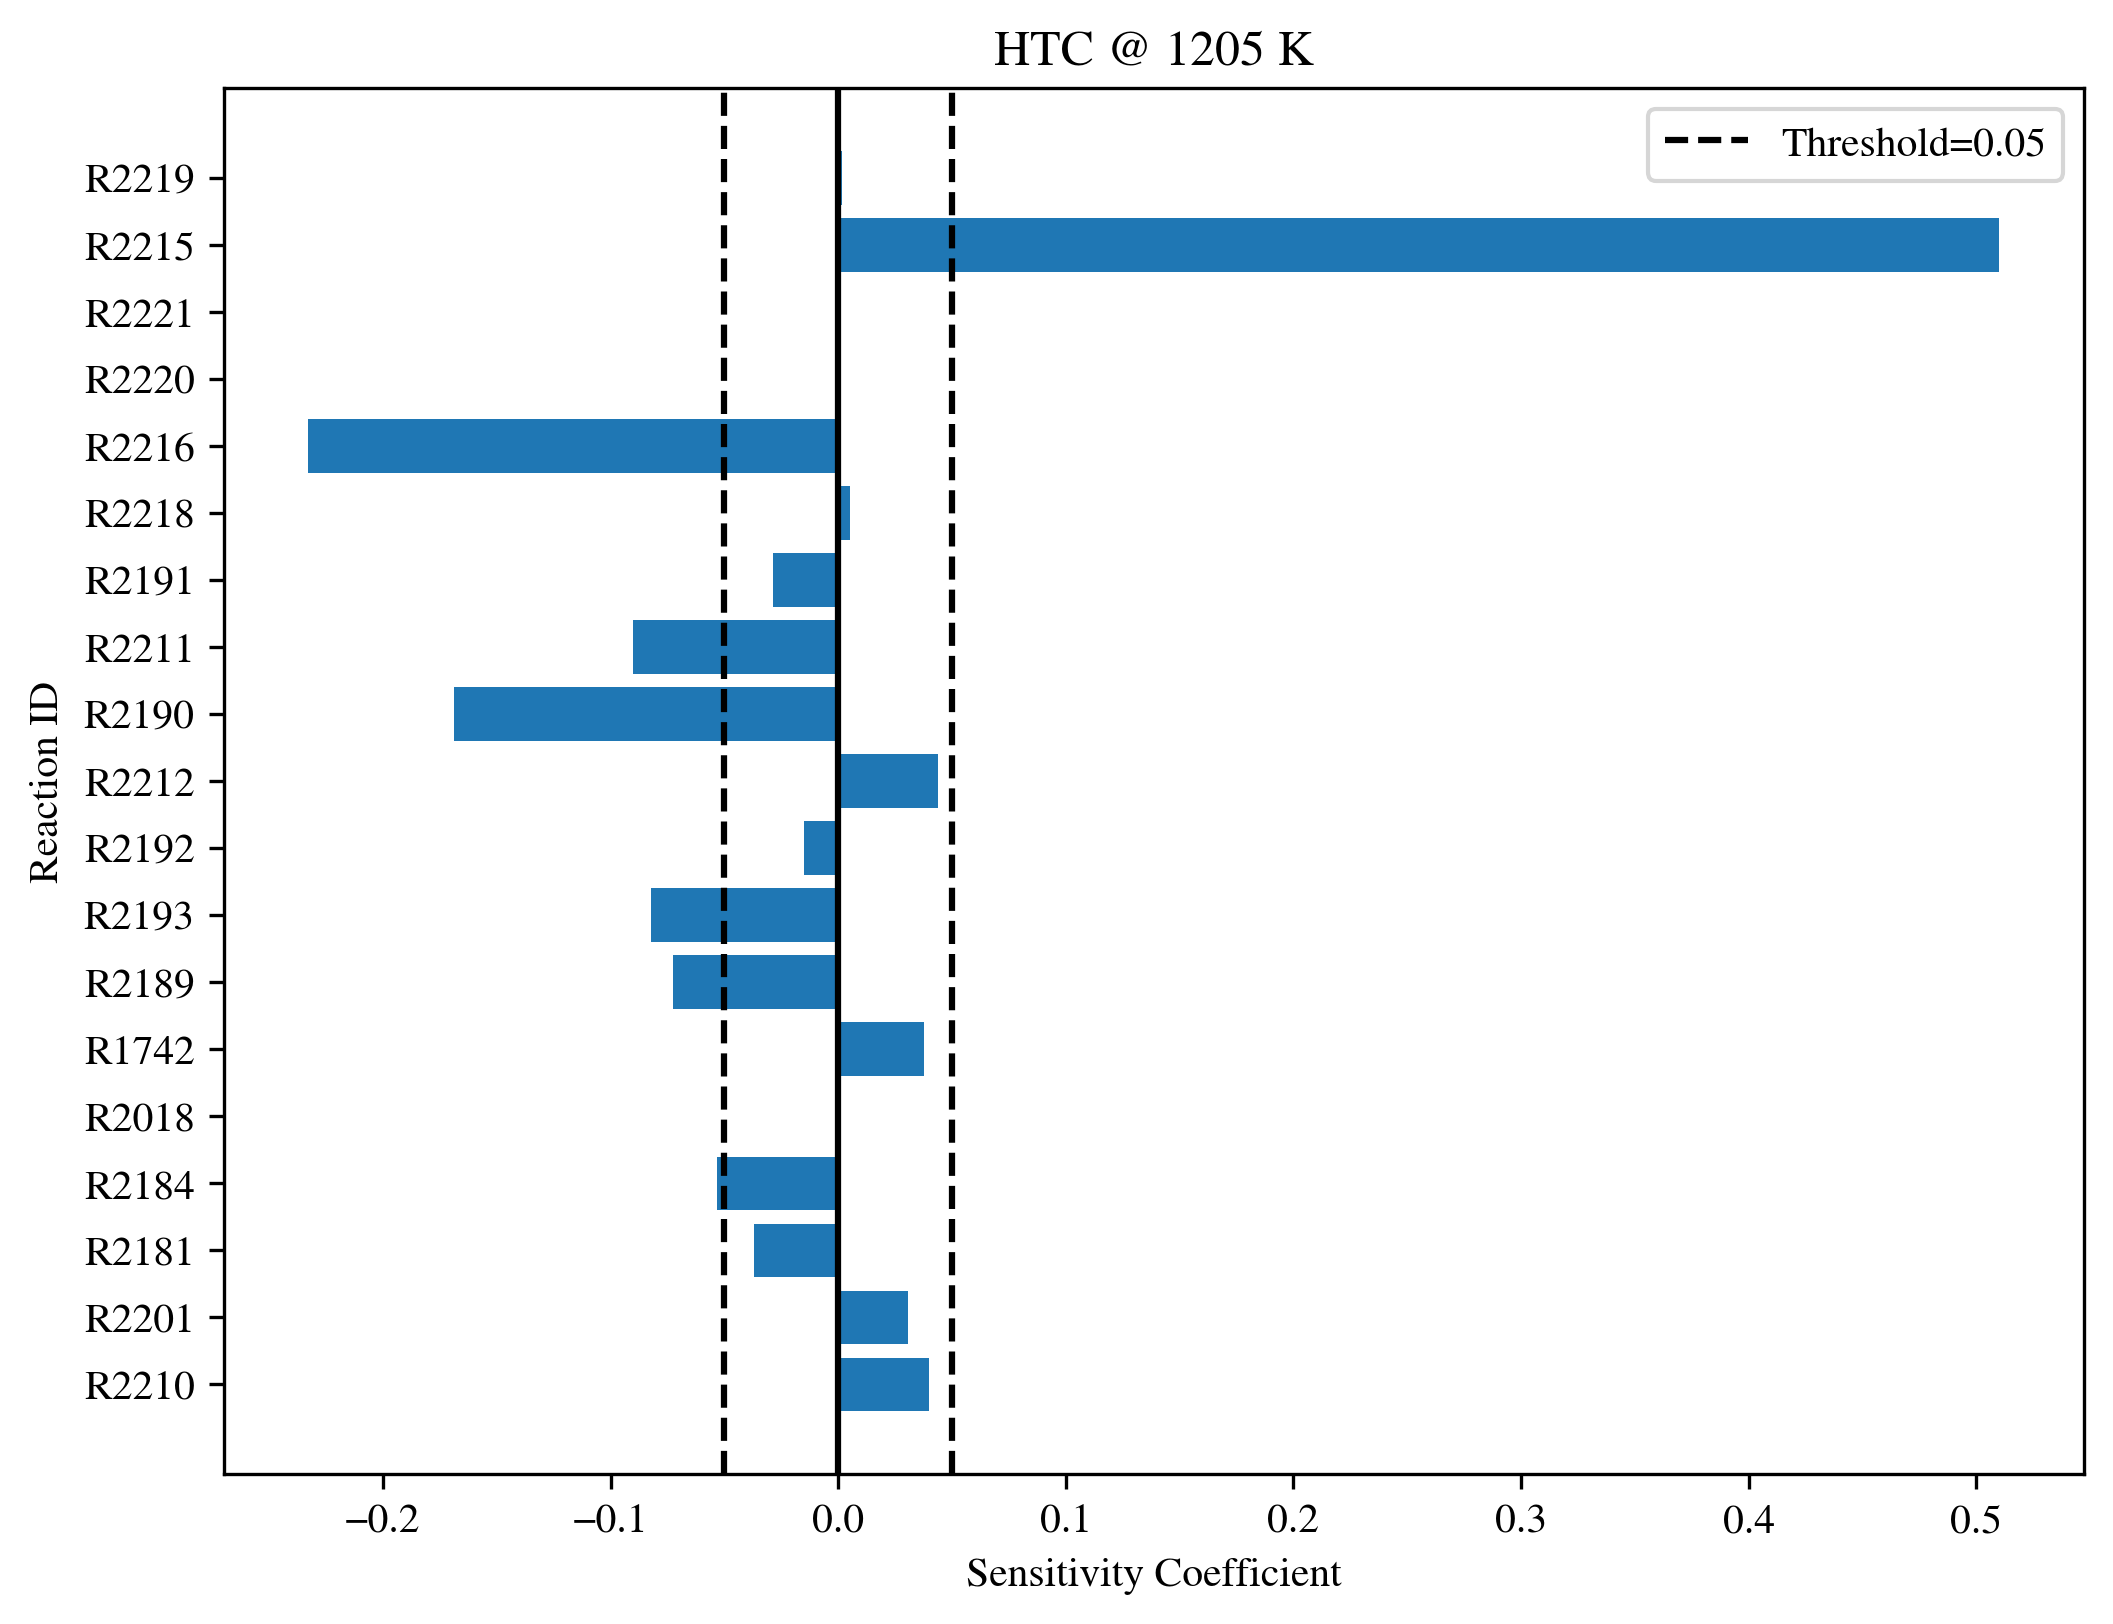 HTC @ 1205 K
Threshold=0.05
R2219
R2215
R2221
R2220
R2216
R2218
R2191
R2211
R2190
R2212
R2192
R2193
R2189
R1742
R2018
R2184
R2181
R2201
R2210
Reaction ID
−0.2 −0.1 0.0 0.1 0.2 0.3 0.4 0.5
Sensitivity Coefficient